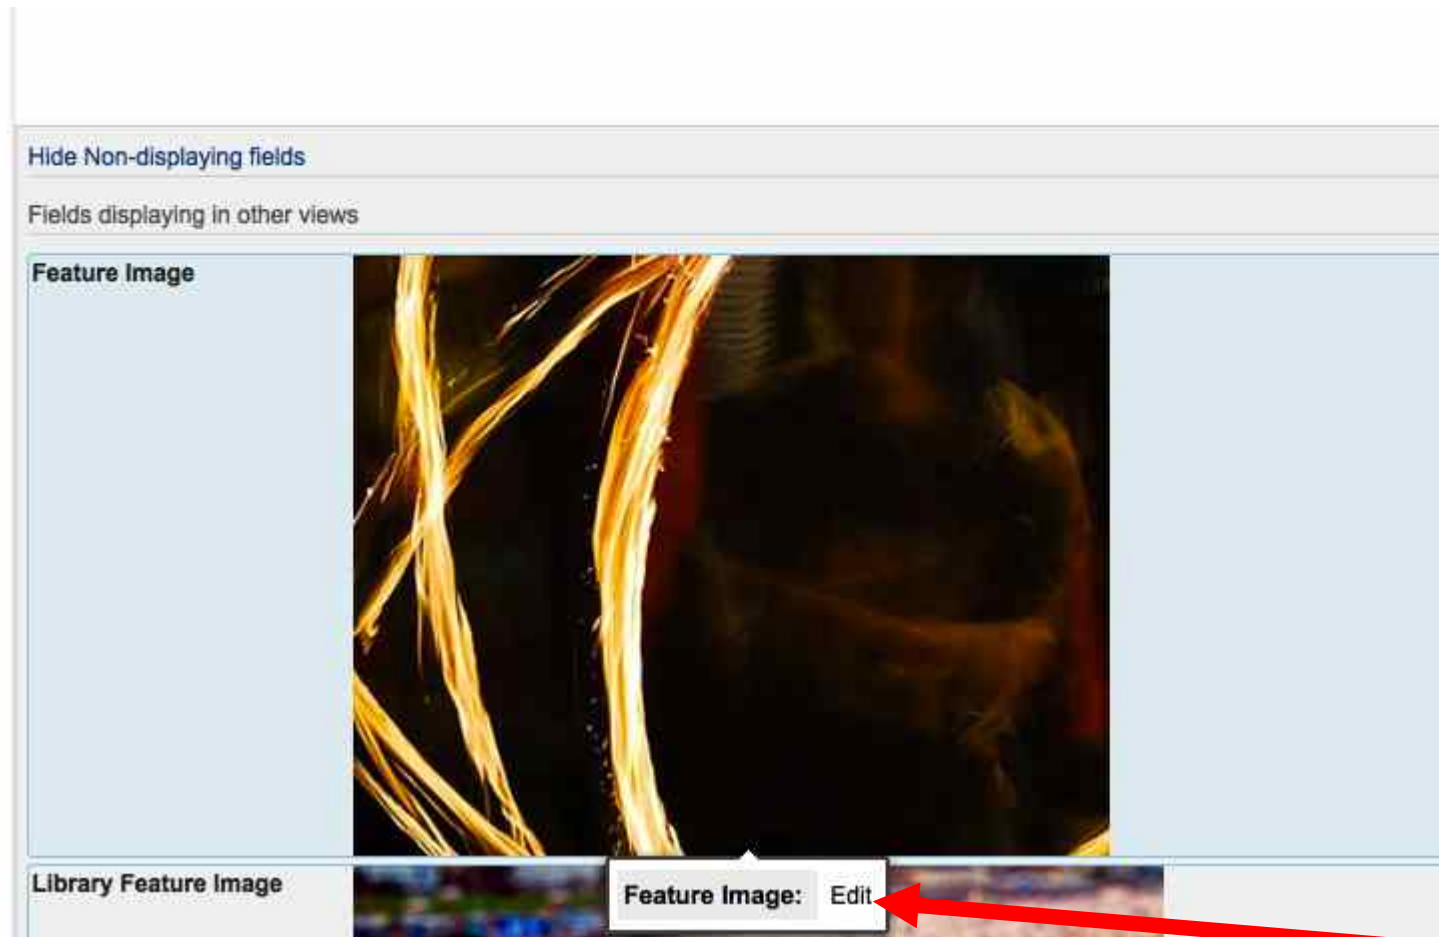 Hide Non-displaying fields
Fields displaying in other views
Feature Image
Library Feature Image
Feature Image: Edit